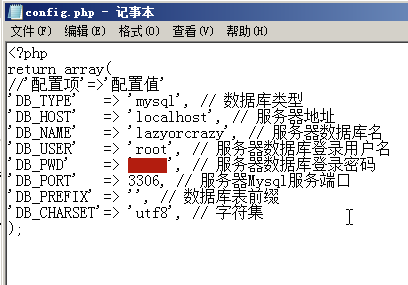 config.php - 记事本
文件(F) 编辑(E) 格式(O) 查看(V) 帮助(H)
<?php
return array(
//'配置项'=>'配置值'
'DB_TYPE' => 'mysql', // 数据库类型
'DB_HOST' => 'localhost', // 服务器地址
'DB_NAME' => 'lazyorcrazy', // 服务器数据库名
'DB_USER' => 'root', // 服务器数据库登录用户名
'DB_PWD' => ', // 服务器数据库登录密码
'DB_PORT' => 3306, // 服务器Mysql服务端口
'DB_PREFIX' => '', // 数据库表前缀
'DB_CHARSET'=> 'utf8', // 字符集
);